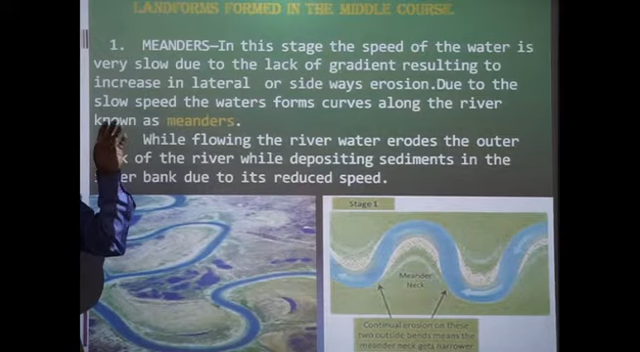 LANDFORMS FORMED IN THE MIDDLE COURSE.
1. MEANDERS—In this stage the speed of the water is
very slow due to the lack of gradient resulting to
increase in lateral or side ways erosion.Due to the
slow speed the waters forms curves along the river
known as meanders.
While flowing the river water erodes the outer
of the river while depositing sediments in the
bank due to its reduced speed.
Stage 1
Meander
Neck
Continual erosion on these
two outside bends means the
meander neck gets narrower